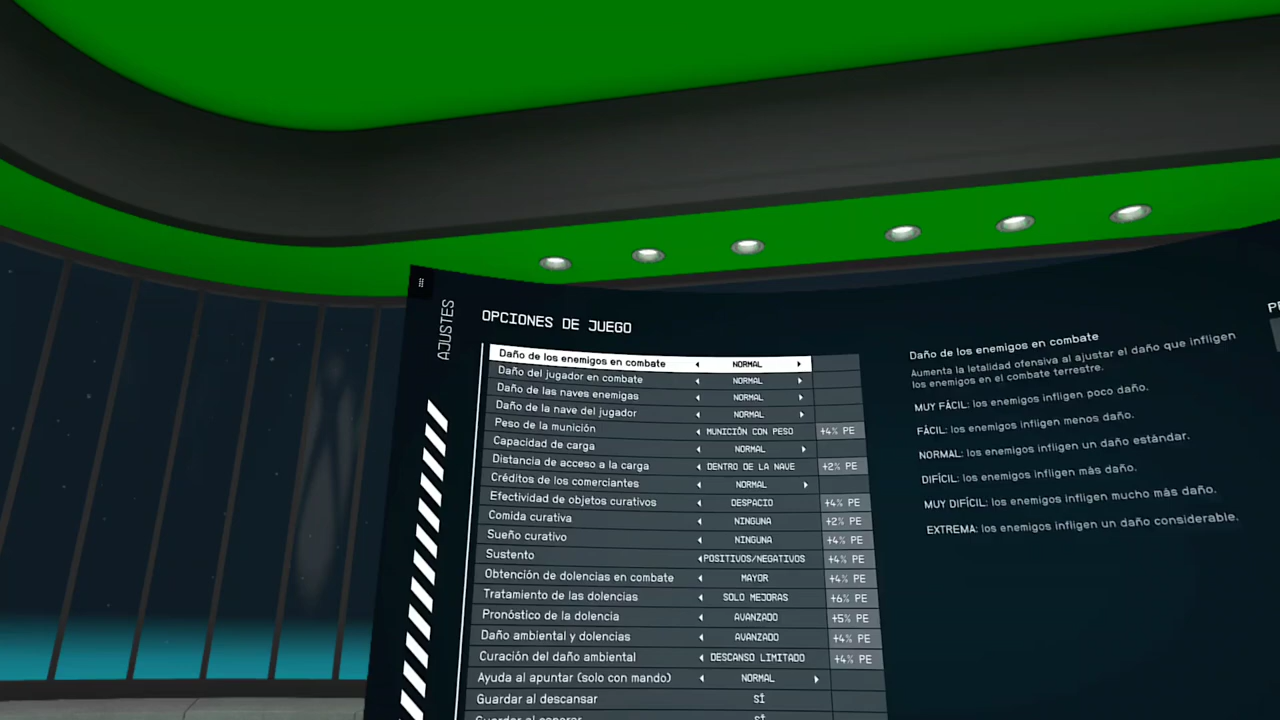 AJUSTES
OPCIONES DE JUEGO
Daño de los enemigos en combate NORMAL
Daño del jugador en combate NORMAL
Daño de las naves enemigas NORMAL
Daño de la nave del jugador NORMAL
Peso de la munición MUNICIÓN CON PESO +4% PE
Capacidad de carga NORMAL
Distancia de acceso a la carga DENTRO DE LA NAVE +2% PE
Créditos de los comerciantes NORMAL
Efectividad de objetos curativos DESPACIO +4% PE
Comida curativa NINGUNA +2% PE
Sueño curativo NINGUNA +4% PE
Sustento POSITIVOS/NEGATIVOS +4% PE
Obtención de dolencias en combate MAYOR +4% PE
Tratamiento de las dolencias SOLO MEJORAS +6% PE
Pronóstico de la dolencia AVANZADO +5% PE
Daño ambiental y dolencias AVANZADO +4% PE
Curación del daño ambiental DESCANSO LIMITADO +4% PE
Ayuda al apuntar (solo con mando) NORMAL
Guardar al descansar SÍ
Guardar al esperar SÍ
Daño de los enemigos en combate
Aumenta la letalidad ofensiva al ajustar el daño que infligen
los enemigos en el combate terrestre.
MUY FÁCIL: los enemigos infligen poco daño.
FÁCIL: los enemigos infligen menos daño.
NORMAL: los enemigos infligen un daño estándar.
DIFÍCIL: los enemigos infligen más daño.
MUY DIFÍCIL: los enemigos infligen mucho más daño.
EXTREMA: los enemigos infligen un daño considerable.